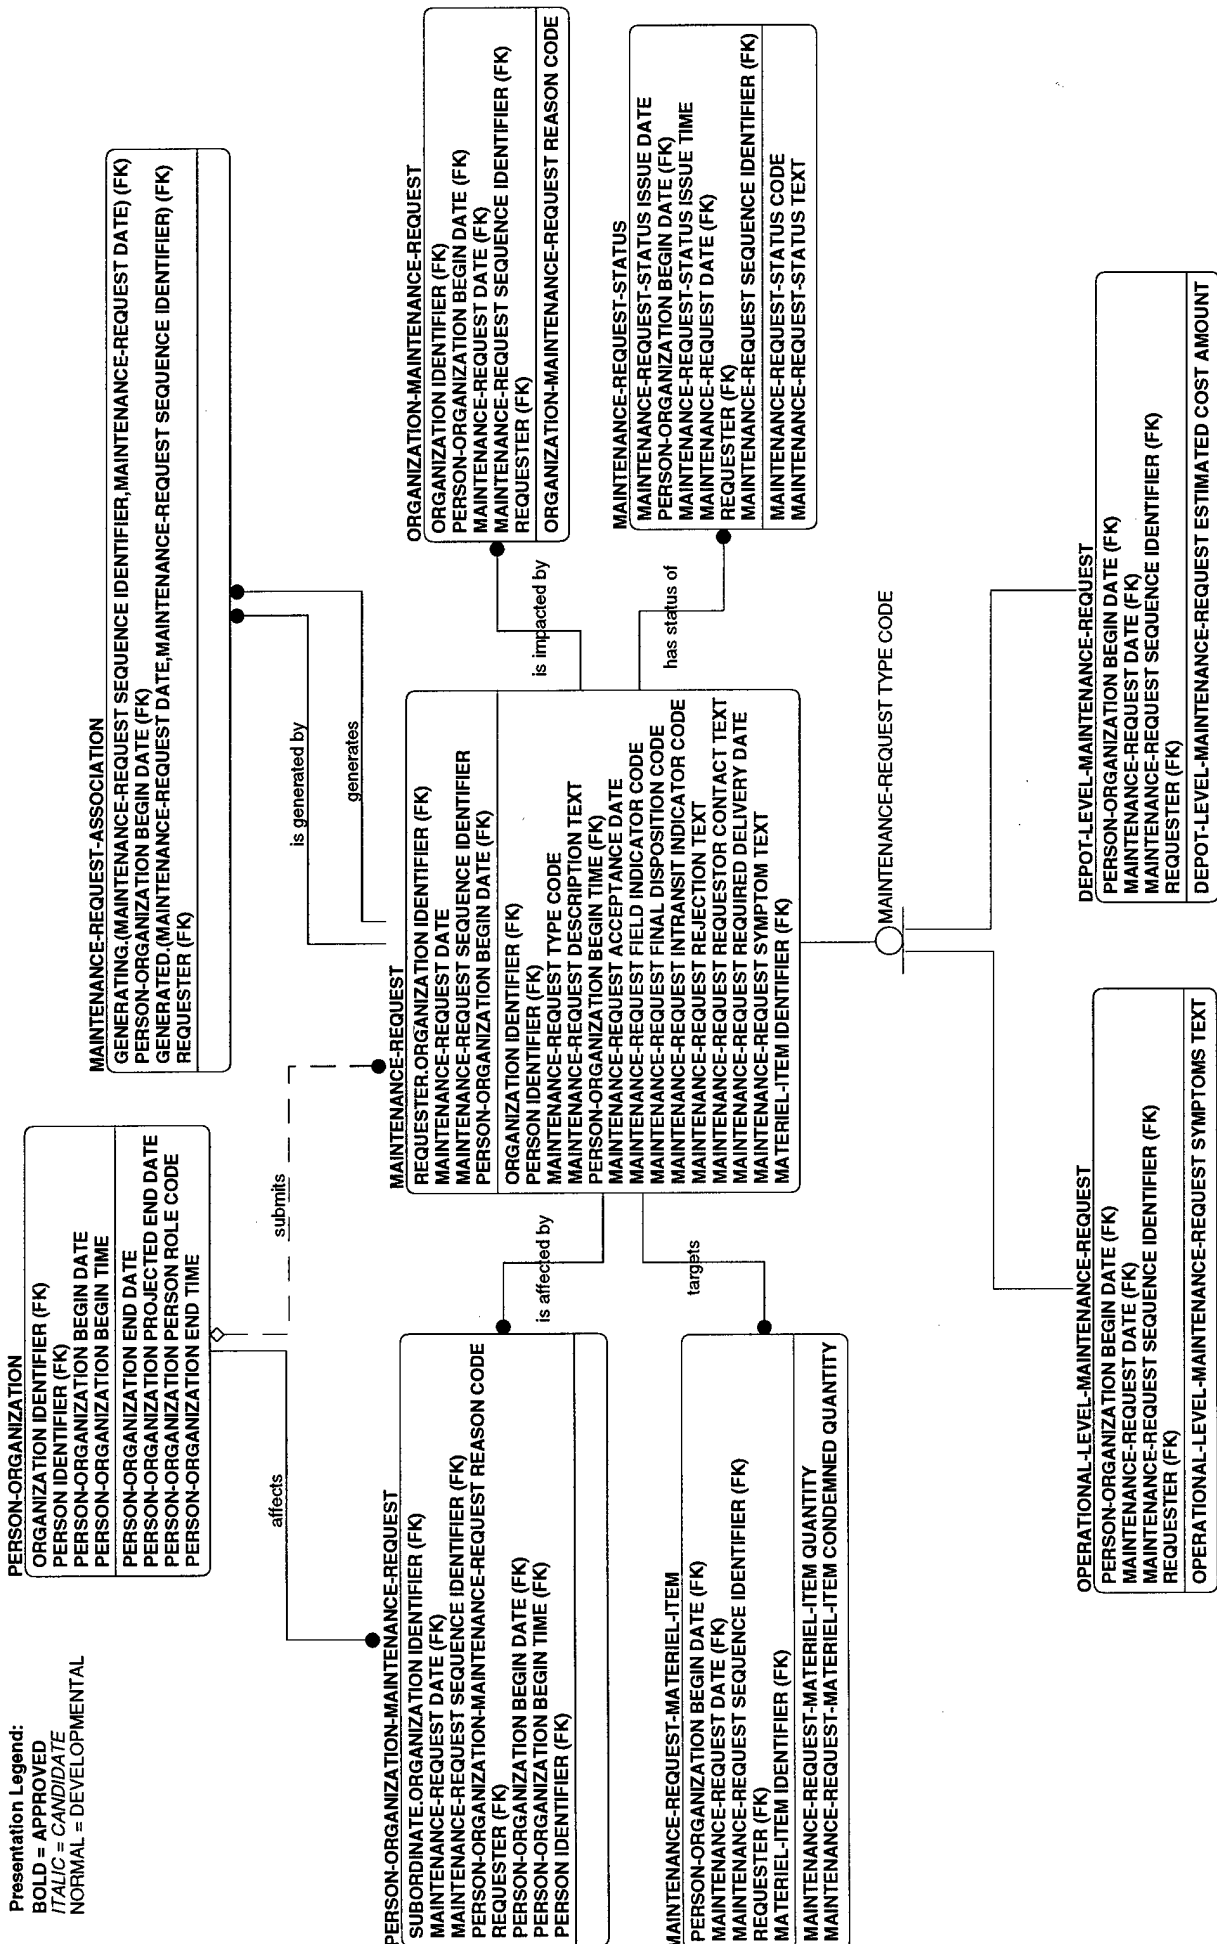 Presentation Legend:
BOLD = APPROVED
ITALIC = CANDIDATE
NORMAL = DEVELOPMENTAL
PERSON-ORGANIZATION
ORGANIZATION IDENTIFIER (FK)
PERSON IDENTIFIER (FK)
PERSON-ORGANIZATION BEGIN DATE
PERSON-ORGANIZATION BEGIN TIME
PERSON-ORGANIZATION END DATE
PERSON-ORGANIZATION PROJECTED END DATE
PERSON-ORGANIZATION PERSON ROLE CODE
PERSON-ORGANIZATION END TIME
affects
submits
MAINTENANCE-REQUEST-ASSOCIATION
GENERATING.(MAINTENANCE-REQUEST SEQUENCE IDENTIFIER,MAINTENANCE-REQUEST DATE) (FK)
PERSON-ORGANIZATION BEGIN DATE (FK)
GENERATED.(MAINTENANCE-REQUEST DATE,MAINTENANCE-REQUEST SEQUENCE IDENTIFIER) (FK)
REQUESTER (FK)
is generated by
generates
PERSON-ORGANIZATION-MAINTENANCE-REQUEST
SUBORDINATE.ORGANIZATION IDENTIFIER (FK)
MAINTENANCE-REQUEST DATE (FK)
MAINTENANCE-REQUEST SEQUENCE IDENTIFIER (FK)
PERSON-ORGANIZATION-MAINTENANCE-REQUEST REASON CODE
REQUESTER (FK)
PERSON-ORGANIZATION BEGIN DATE (FK)
PERSON-ORGANIZATION BEGIN TIME (FK)
PERSON IDENTIFIER (FK)
is affected by
MAINTENANCE-REQUEST
REQUESTER.ORGANIZATION IDENTIFIER (FK)
MAINTENANCE-REQUEST DATE
MAINTENANCE-REQUEST SEQUENCE IDENTIFIER
PERSON-ORGANIZATION BEGIN DATE (FK)
ORGANIZATION IDENTIFIER (FK)
PERSON IDENTIFIER (FK)
MAINTENANCE-REQUEST TYPE CODE
MAINTENANCE-REQUEST DESCRIPTION TEXT
PERSON-ORGANIZATION BEGIN TIME (FK)
MAINTENANCE-REQUEST ACCEPTANCE DATE
MAINTENANCE-REQUEST FIELD INDICATOR CODE
MAINTENANCE-REQUEST FINAL DISPOSITION CODE
MAINTENANCE-REQUEST INTRANSIT INDICATOR CODE
MAINTENANCE-REQUEST REJECTION TEXT
MAINTENANCE-REQUEST REQUESTOR CONTACT TEXT
MAINTENANCE-REQUEST REQUIRED DELIVERY DATE
MAINTENANCE-REQUEST SYMPTOM TEXT
MATERIEL-ITEM IDENTIFIER (FK)
is impacted by
ORGANIZATION-MAINTENANCE-REQUEST
ORGANIZATION IDENTIFIER (FK)
PERSON-ORGANIZATION BEGIN DATE (FK)
MAINTENANCE-REQUEST DATE (FK)
MAINTENANCE-REQUEST SEQUENCE IDENTIFIER (FK)
REQUESTER (FK)
ORGANIZATION-MAINTENANCE-REQUEST REASON CODE
MAINTENANCE-REQUEST-MATERIEL-ITEM
PERSON-ORGANIZATION BEGIN DATE (FK)
MAINTENANCE-REQUEST DATE (FK)
MAINTENANCE-REQUEST SEQUENCE IDENTIFIER (FK)
REQUESTER (FK)
MATERIEL-ITEM IDENTIFIER (FK)
MAINTENANCE-REQUEST-MATERIEL-ITEM QUANTITY
MAINTENANCE-REQUEST-MATERIEL-ITEM CONDEMNED QUANTITY
targets
has status of
MAINTENANCE-REQUEST-STATUS
MAINTENANCE-REQUEST-STATUS ISSUE DATE
PERSON-ORGANIZATION BEGIN DATE (FK)
MAINTENANCE-REQUEST-STATUS ISSUE TIME
MAINTENANCE-REQUEST DATE (FK)
REQUESTER (FK)
MAINTENANCE-REQUEST SEQUENCE IDENTIFIER (FK)
MAINTENANCE-REQUEST-STATUS CODE
MAINTENANCE-REQUEST-STATUS TEXT
MAINTENANCE-REQUEST TYPE CODE
OPERATIONAL-LEVEL-MAINTENANCE-REQUEST
PERSON-ORGANIZATION BEGIN DATE (FK)
MAINTENANCE-REQUEST DATE (FK)
MAINTENANCE-REQUEST SEQUENCE IDENTIFIER (FK)
REQUESTER (FK)
OPERATIONAL-LEVEL-MAINTENANCE-REQUEST SYMPTOMS TEXT
DEPOT-LEVEL-MAINTENANCE-REQUEST
PERSON-ORGANIZATION BEGIN DATE (FK)
MAINTENANCE-REQUEST DATE (FK)
MAINTENANCE-REQUEST SEQUENCE IDENTIFIER (FK)
REQUESTER (FK)
DEPOT-LEVEL-MAINTENANCE-REQUEST ESTIMATED COST AMOUNT